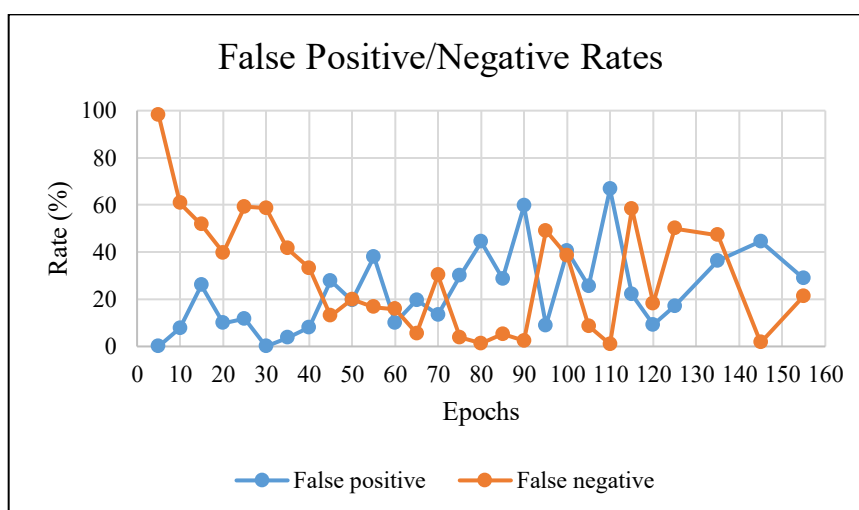 False Positive/Negative Rates
100
80
60
40
20
0
Rate (%)
0 10 20 30 40 50 60 70 80 90 100 110 120 130 140 150 160
Epochs
False positive False negative